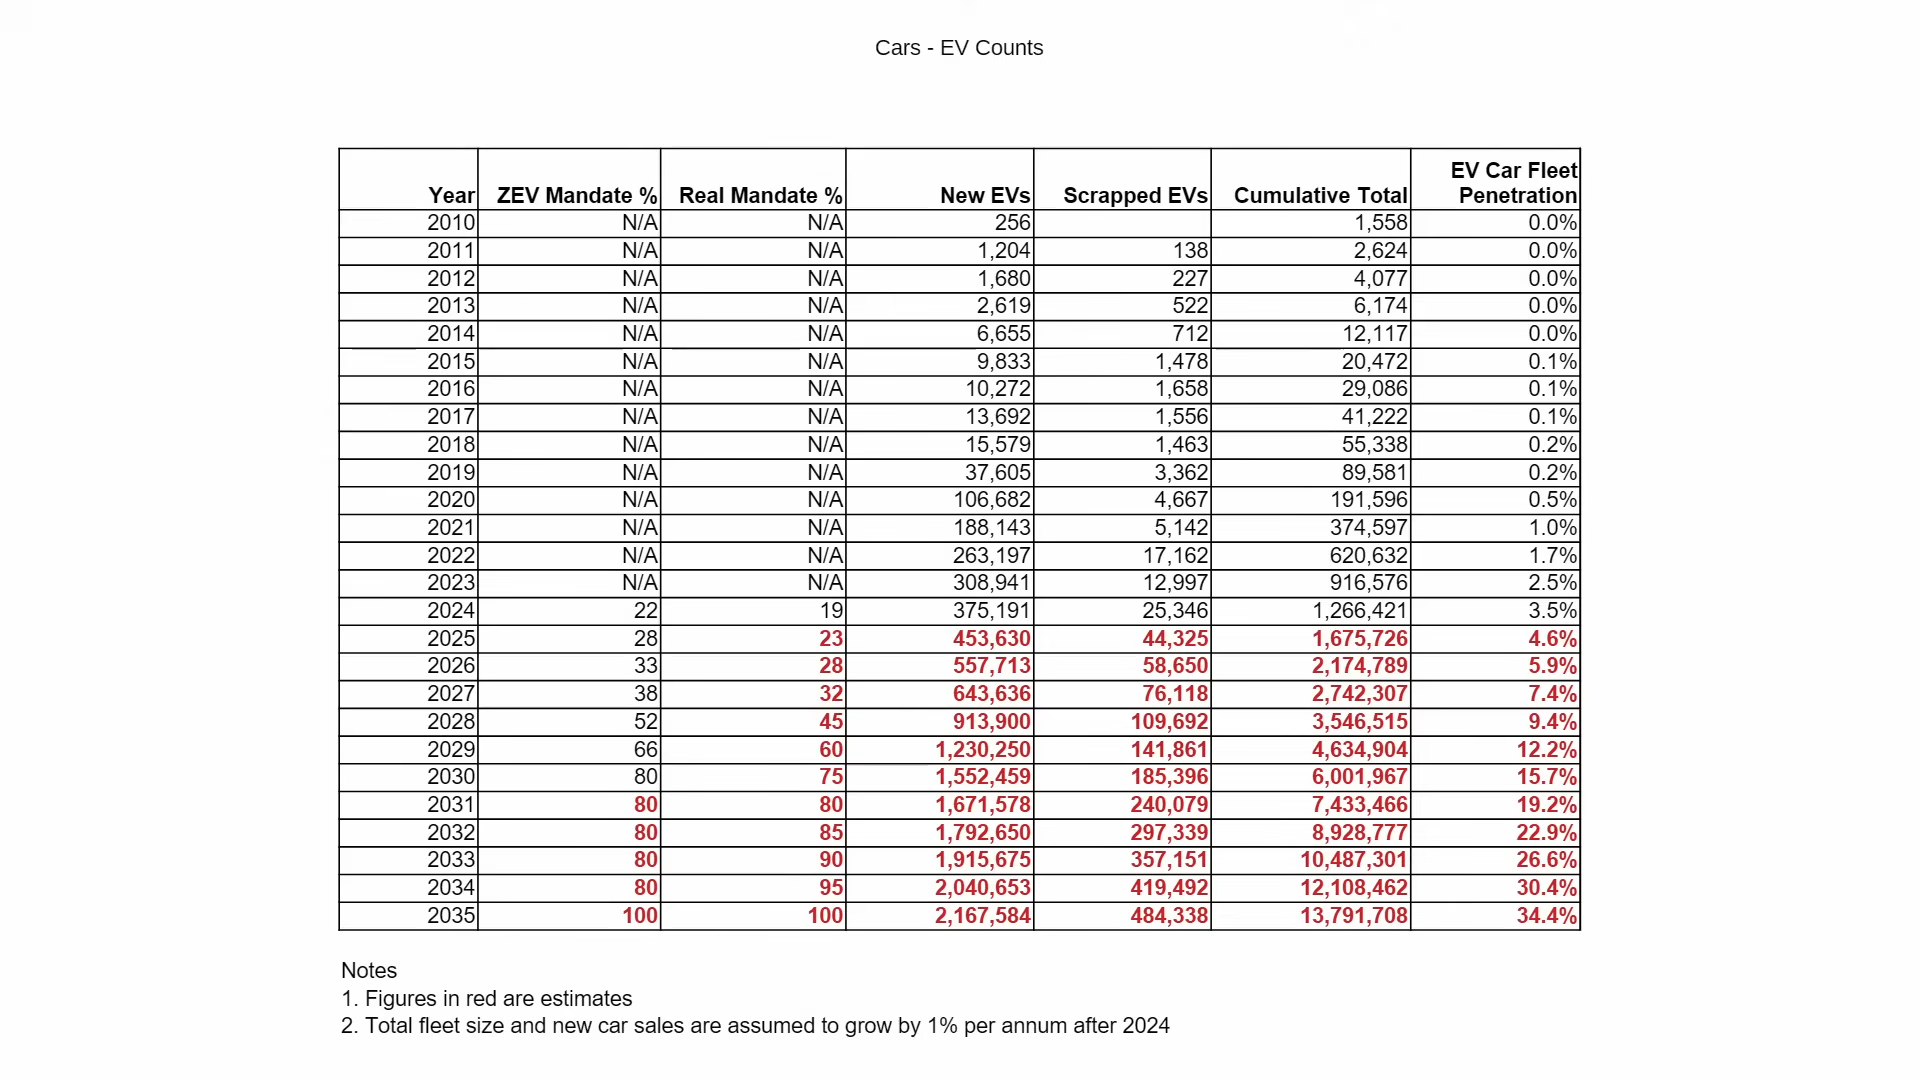 Cars - EV Counts
EV Car Fleet
Year ZEV Mandate % Real Mandate % New EVs Scrapped EVs Cumulative Total Penetration
2010 N/A N/A 256 1,558 0.0%
2011 N/A N/A 1,204 138 2,624 0.0%
2012 N/A N/A 1,680 227 4,077 0.0%
2013 N/A N/A 2,619 522 6,174 0.0%
2014 N/A N/A 6,655 712 12,117 0.0%
2015 N/A N/A 9,833 1,478 20,472 0.1%
2016 N/A N/A 10,272 1,658 29,086 0.1%
2017 N/A N/A 13,692 1,556 41,222 0.1%
2018 N/A N/A 15,579 1,463 55,338 0.2%
2019 N/A N/A 37,605 3,362 89,581 0.2%
2020 N/A N/A 106,682 4,667 191,596 0.5%
2021 N/A N/A 188,143 5,142 374,597 1.0%
2022 N/A N/A 263,197 17,162 620,632 1.7%
2023 N/A N/A 308,941 12,997 916,576 2.5%
2024 22 19 375,191 25,346 1,266,421 3.5%
2025 28 23 453,630 44,325 1,675,726 4.6%
2026 33 28 557,713 58,650 2,174,789 5.9%
2027 38 32 643,636 76,118 2,742,307 7.4%
2028 52 45 913,900 109,692 3,546,515 9.4%
2029 66 60 1,230,250 141,861 4,634,904 12.2%
2030 80 75 1,552,459 185,396 6,001,967 15.7%
2031 80 80 1,671,578 240,079 7,433,466 19.2%
2032 80 85 1,792,650 297,339 8,928,777 22.9%
2033 80 90 1,915,675 357,151 10,487,301 26.6%
2034 80 95 2,040,653 419,492 12,108,462 30.4%
2035 100 100 2,167,584 484,338 13,791,708 34.4%
Notes
1. Figures in red are estimates
2. Total fleet size and new car sales are assumed to grow by 1% per annum after 2024